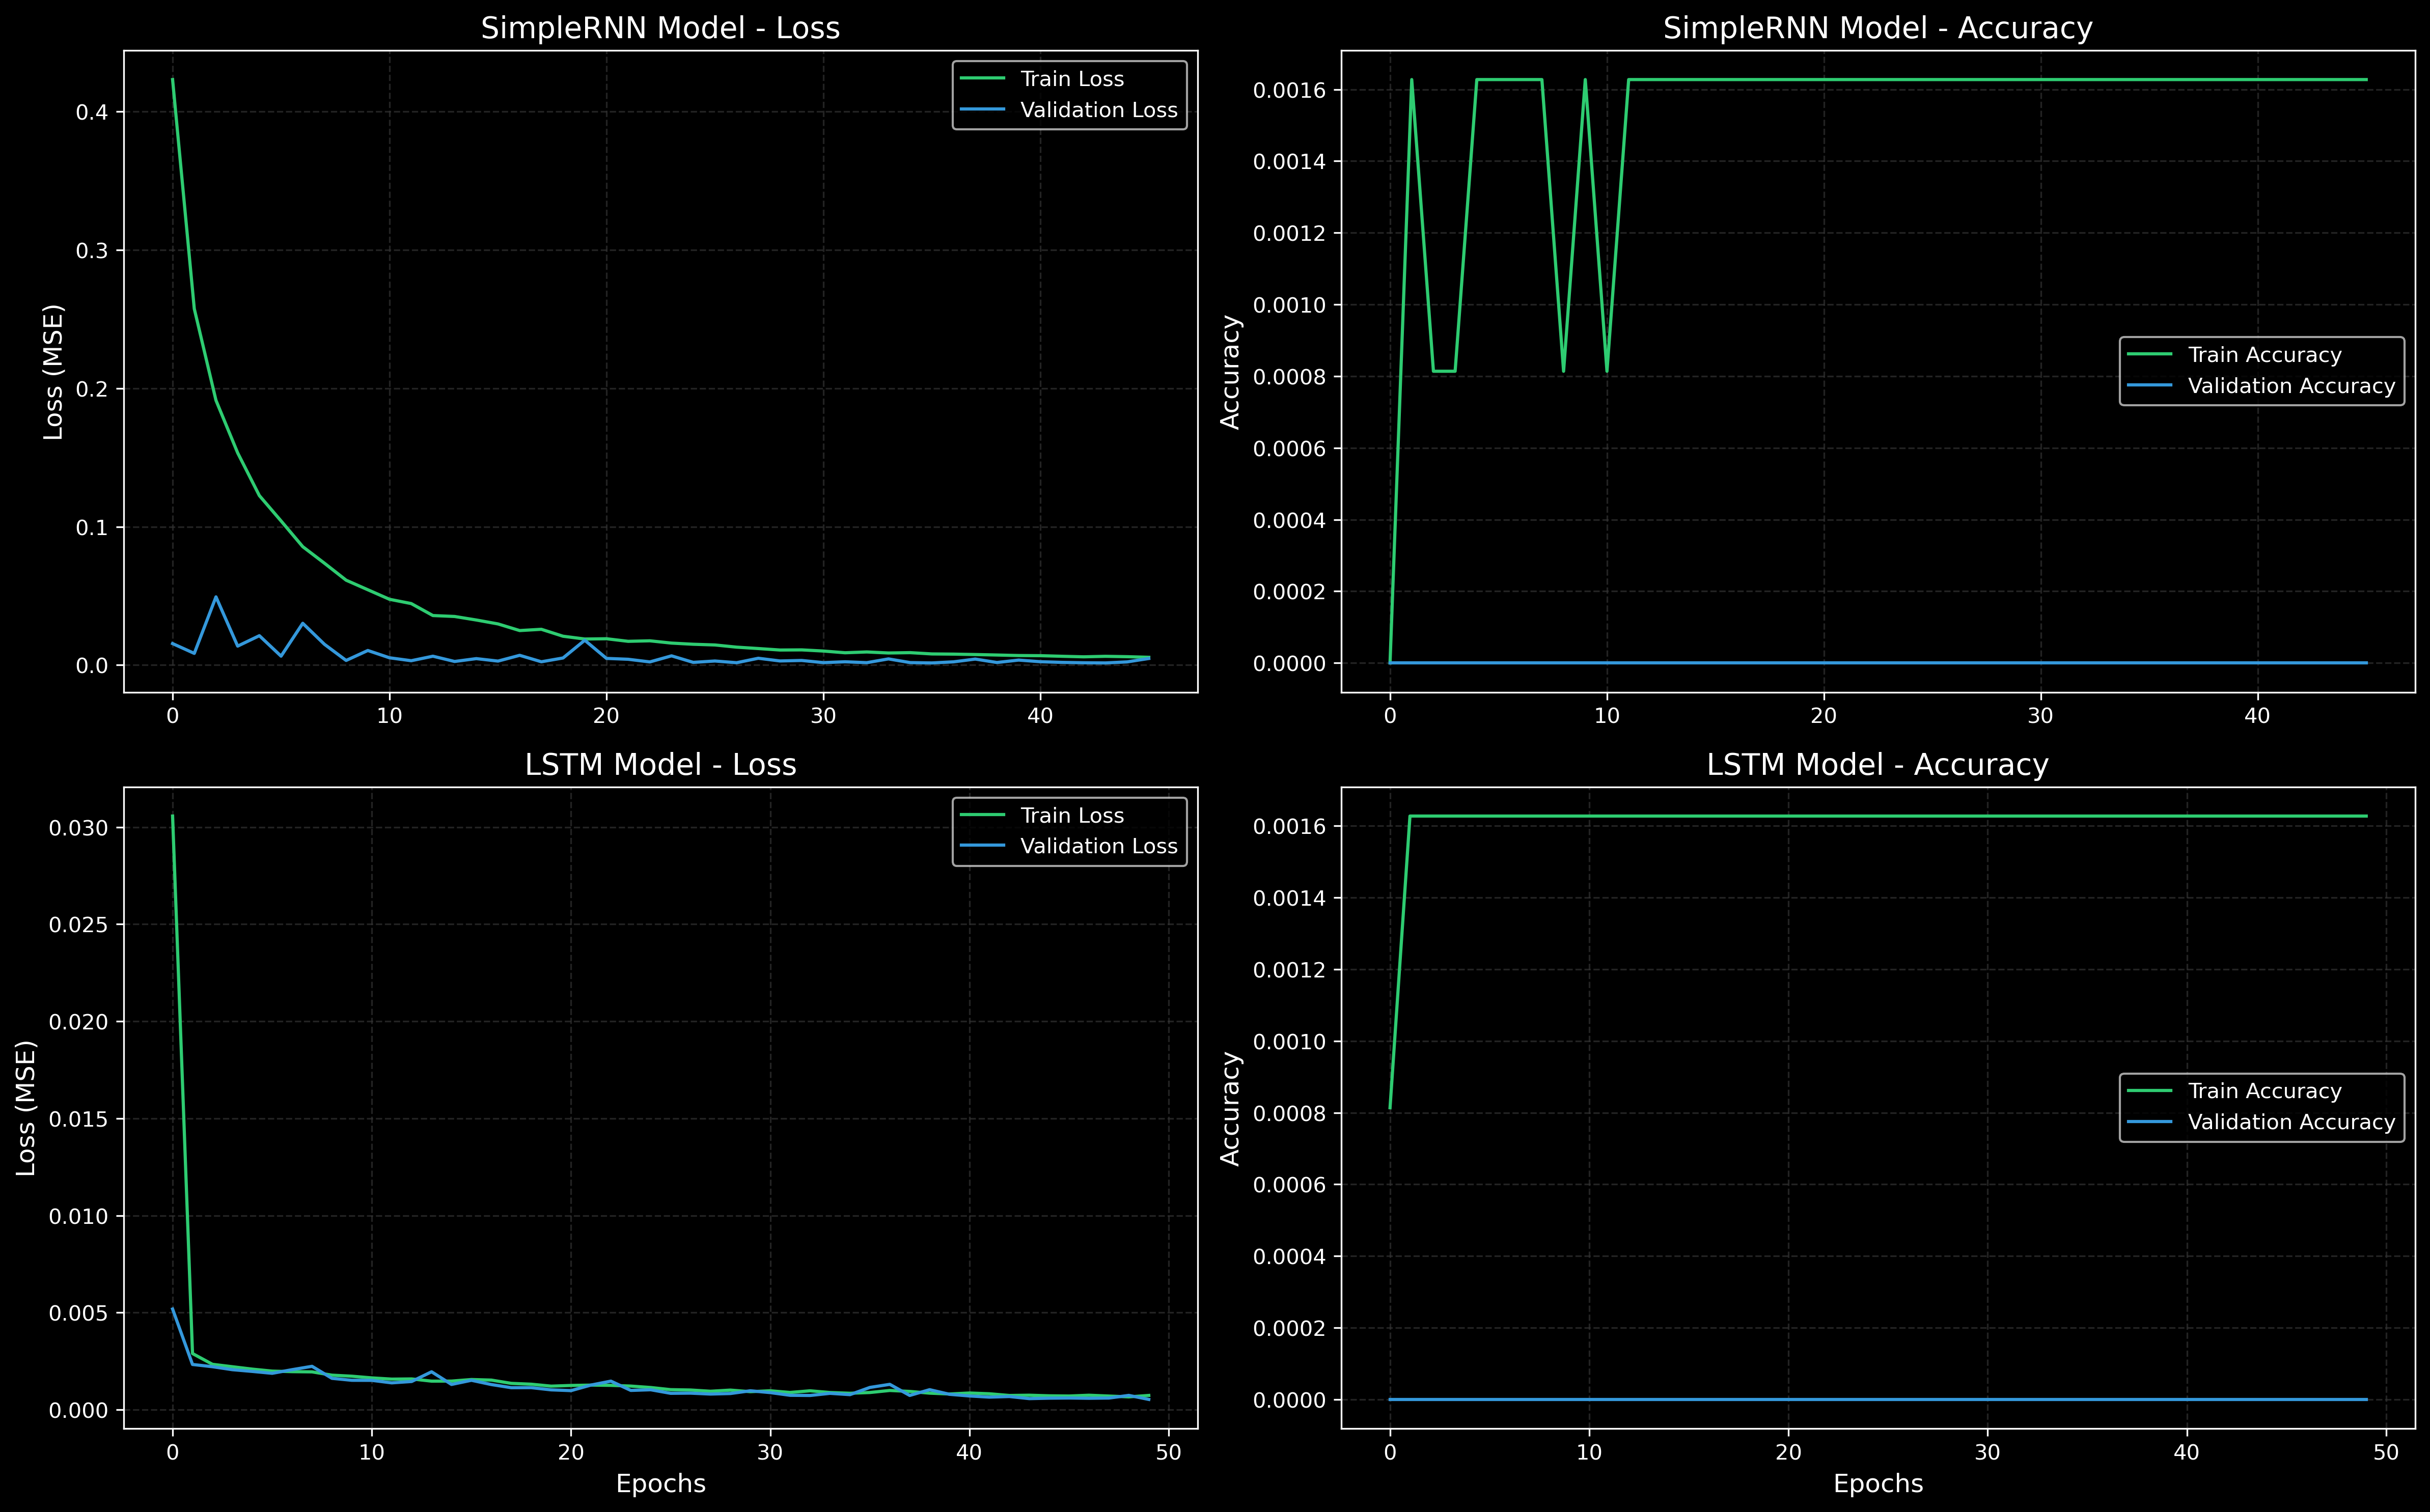 SimpleRNN Model - Loss
Loss (MSE)
0.4
0.3
0.2
0.1
0.0
0 10 20 30 40
Train Loss
Validation Loss
SimpleRNN Model - Accuracy
Accuracy
0.0016
0.0014
0.0012
0.0010
0.0008
0.0006
0.0004
0.0002
0.0000
0 10 20 30 40
Train Accuracy
Validation Accuracy
LSTM Model - Loss
Loss (MSE)
0.030
0.025
0.020
0.015
0.010
0.005
0.000
0 10 20 30 40 50
Epochs
Train Loss
Validation Loss
LSTM Model - Accuracy
Accuracy
0.0016
0.0014
0.0012
0.0010
0.0008
0.0006
0.0004
0.0002
0.0000
0 10 20 30 40 50
Epochs
Train Accuracy
Validation Accuracy